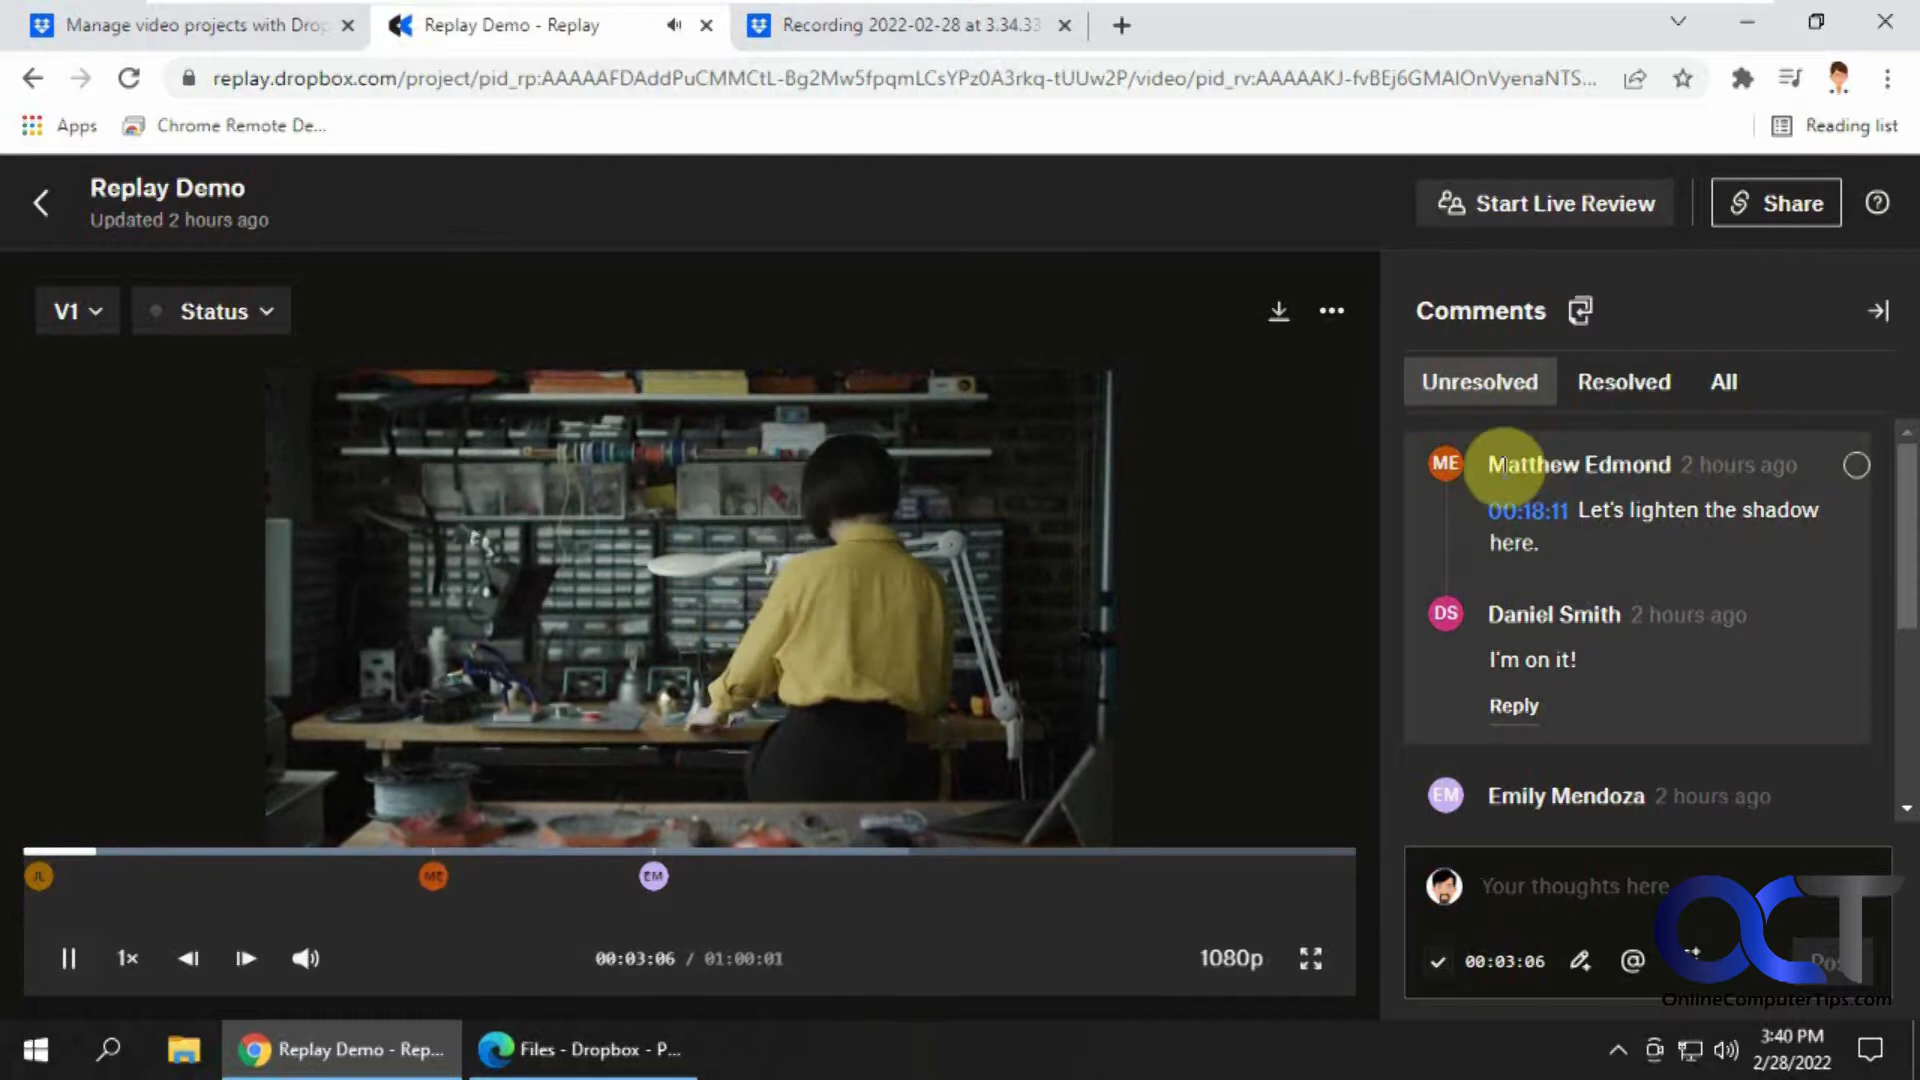 Manage video projects with Drop
Replay Demo - Replay
Recording 2022-02-28 at 3.34.33
replay.dropbox.com/project/pid_rp:AAAAAFDAddPuCMMCtL-Bg2Mw5fpqmLCsYPz0A3rkq-tUUw2P/video/pid_rv:AAAAAKJ-fvBEj6GMAIOnVyenaNTS...
Apps
Chrome Remote De...
Reading list
Replay Demo
Updated 2 hours ago
Start Live Review
Share
V1
Status
Comments
Unresolved
Resolved
All
ME
Matthew Edmond 2 hours ago
00:18:11 Let's lighten the shadow
here.
DS
Daniel Smith 2 hours ago
I'm on it!
Reply
EM
Emily Mendoza 2 hours ago
JL
ME
EM
Your thoughts here
1x
00:03:06 / 01:00:01
1080p
00:03:06
@
Pos
OCT
OnlineComputerTips.com
Replay Demo - Rep...
Files - Dropbox - P...
3:40 PM
2/28/2022